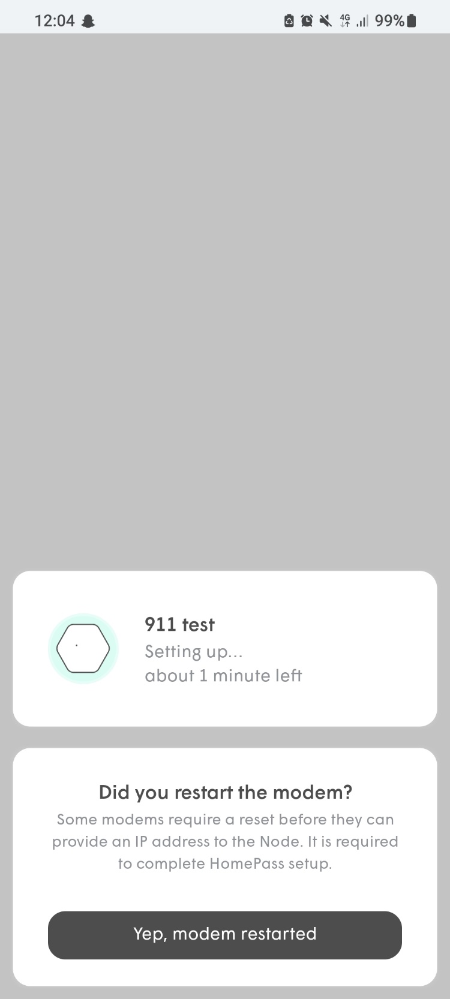 12:04
4G
99%
911 test
Setting up...
about 1 minute left
Did you restart the modem?
Some modems require a reset before they can
provide an IP address to the Node. It is required
to complete HomePass setup.
Yep, modem restarted